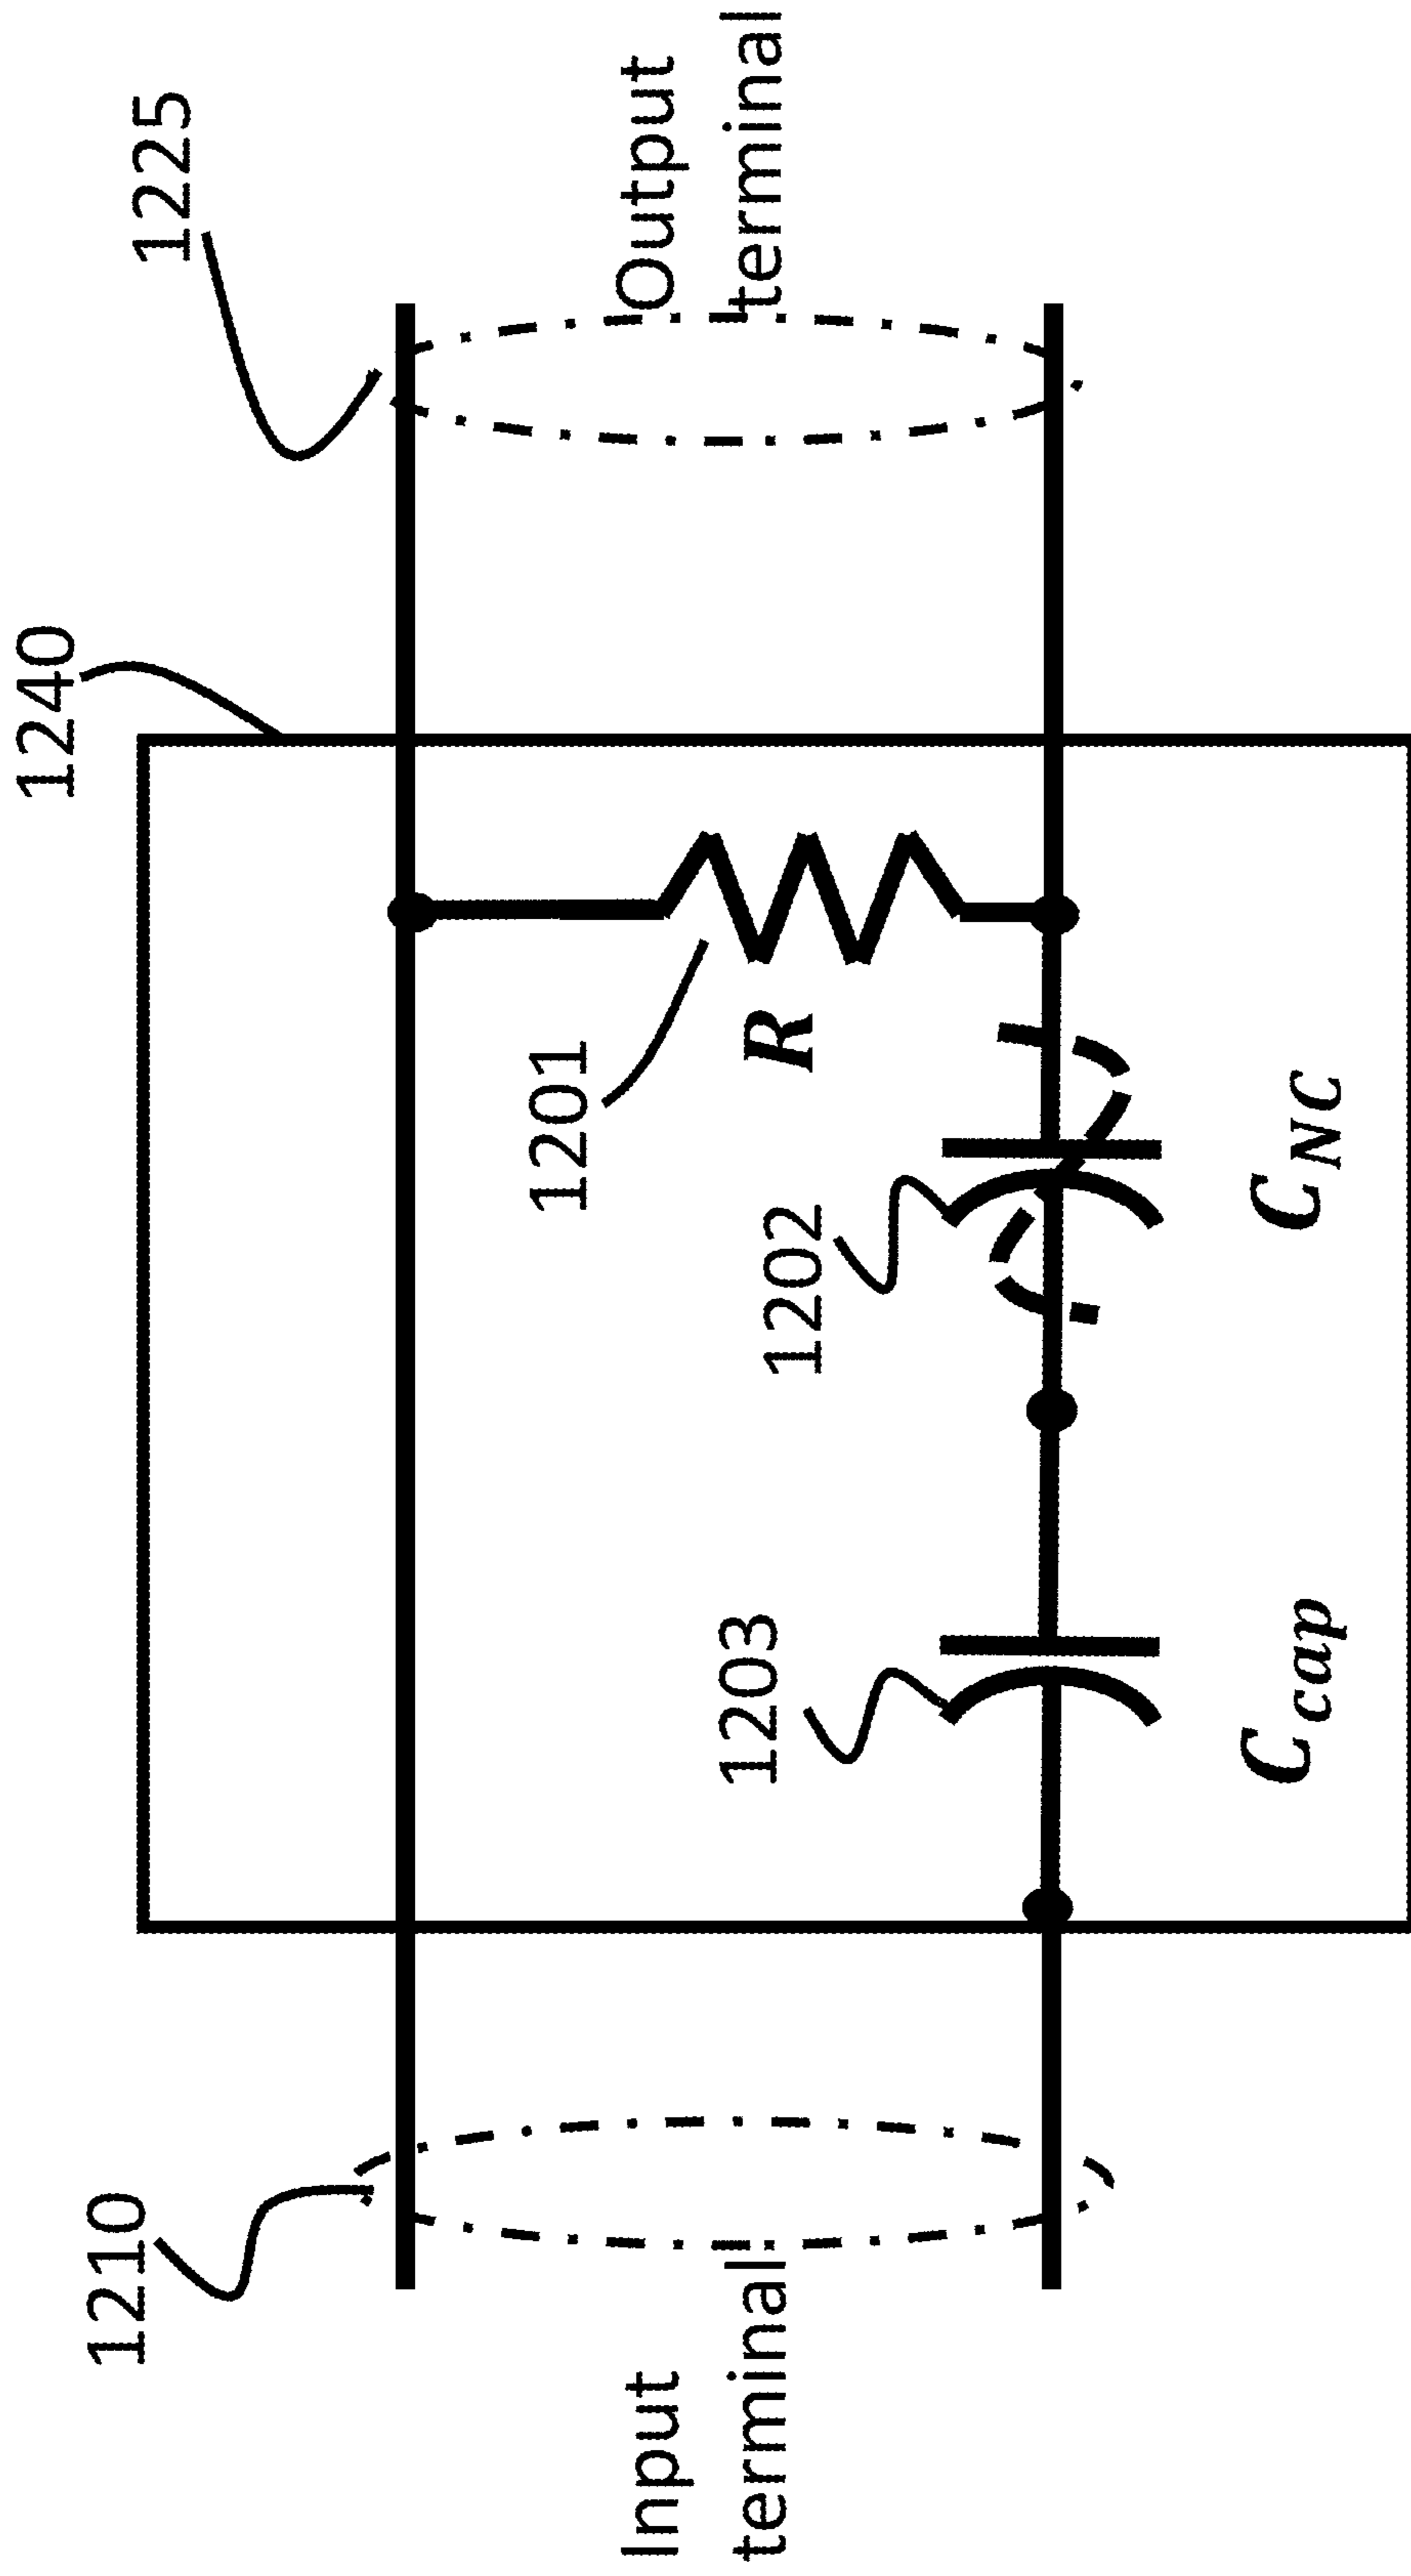 1240
1225
1210
1201
1202
1203
R
Input
terminal
Output
terminal
C_cap
C_NC